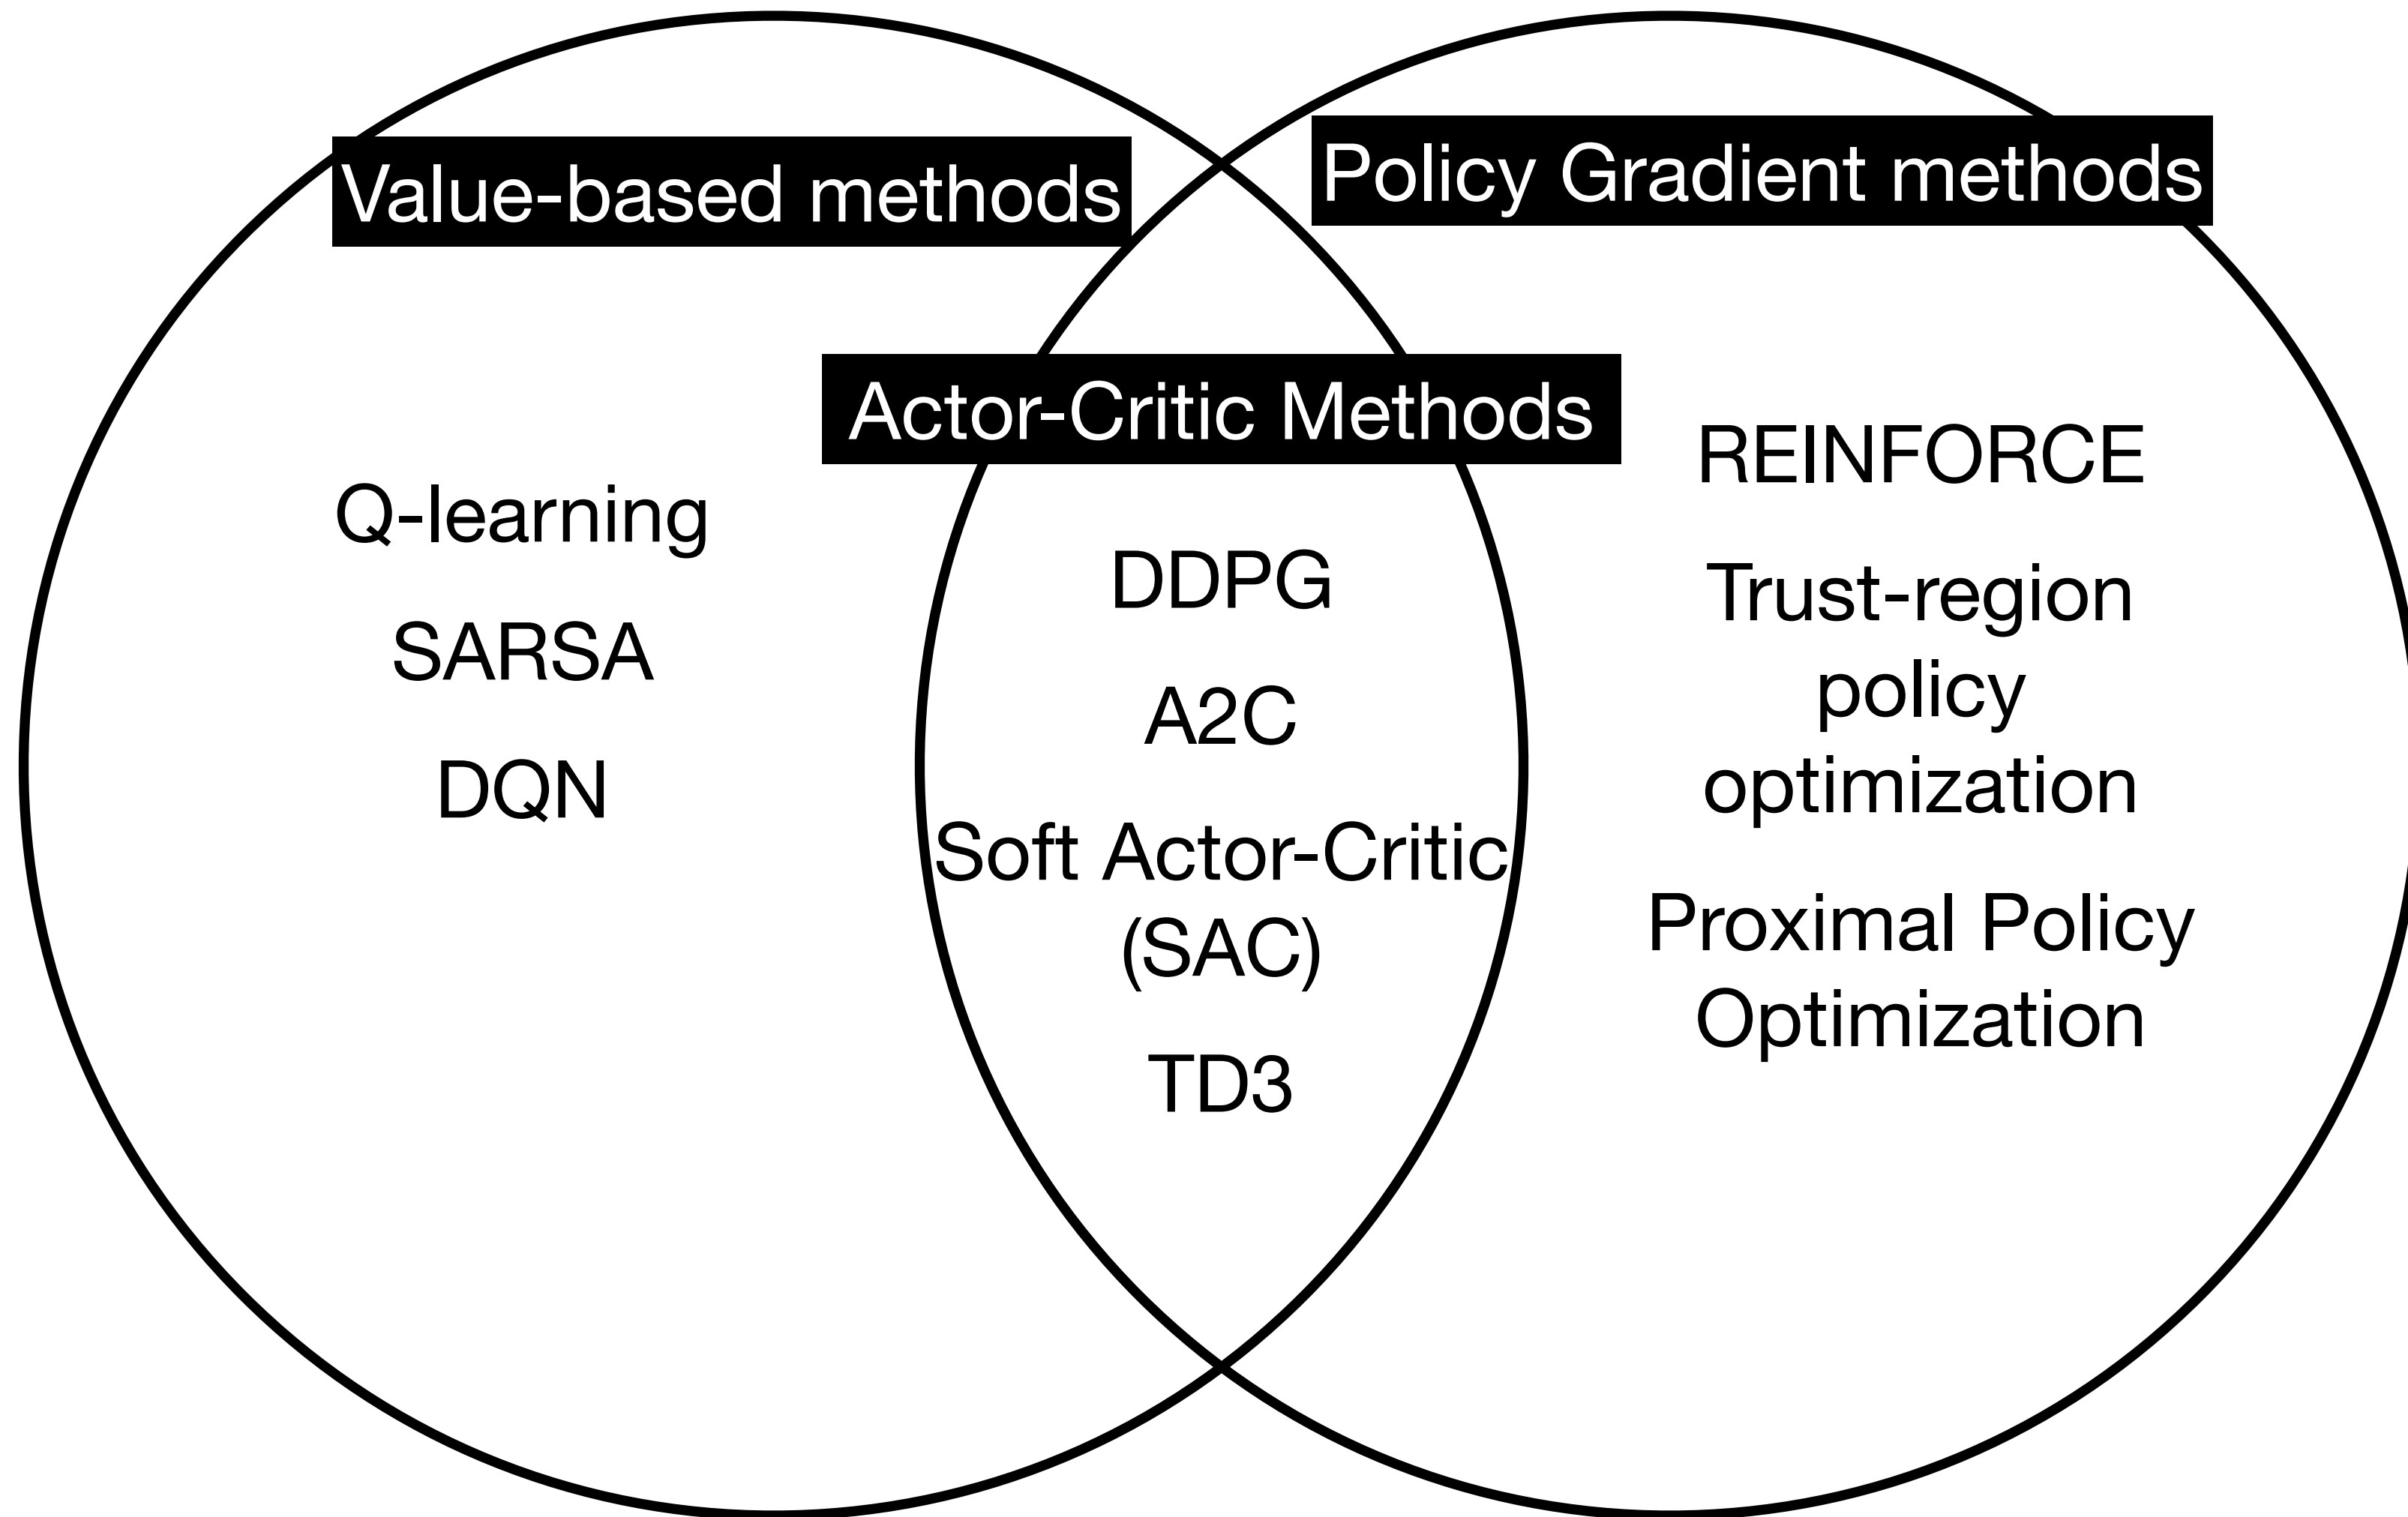 Value-based methods
Policy Gradient methods
Actor-Critic Methods
Q-learning
SARSA
DQN
DDPG
A2C
Soft Actor-Critic
(SAC)
TD3
REINFORCE
Trust-region
policy
optimization
Proximal Policy
Optimization